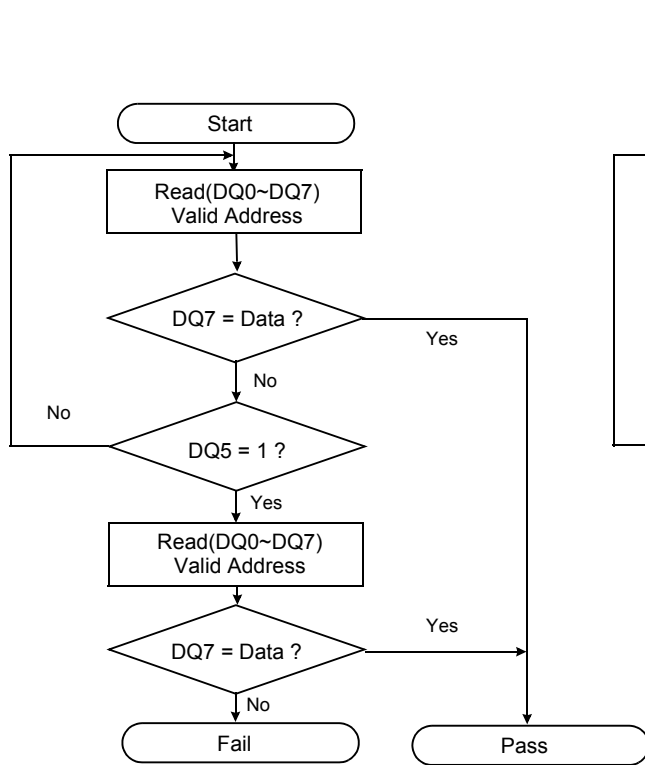 Start
Read(DQ0~DQ7)
Valid Address
DQ7 = Data ?
Yes
No
No
DQ5 = 1 ?
Yes
Read(DQ0~DQ7)
Valid Address
DQ7 = Data ?
Yes
No
Fail
Pass